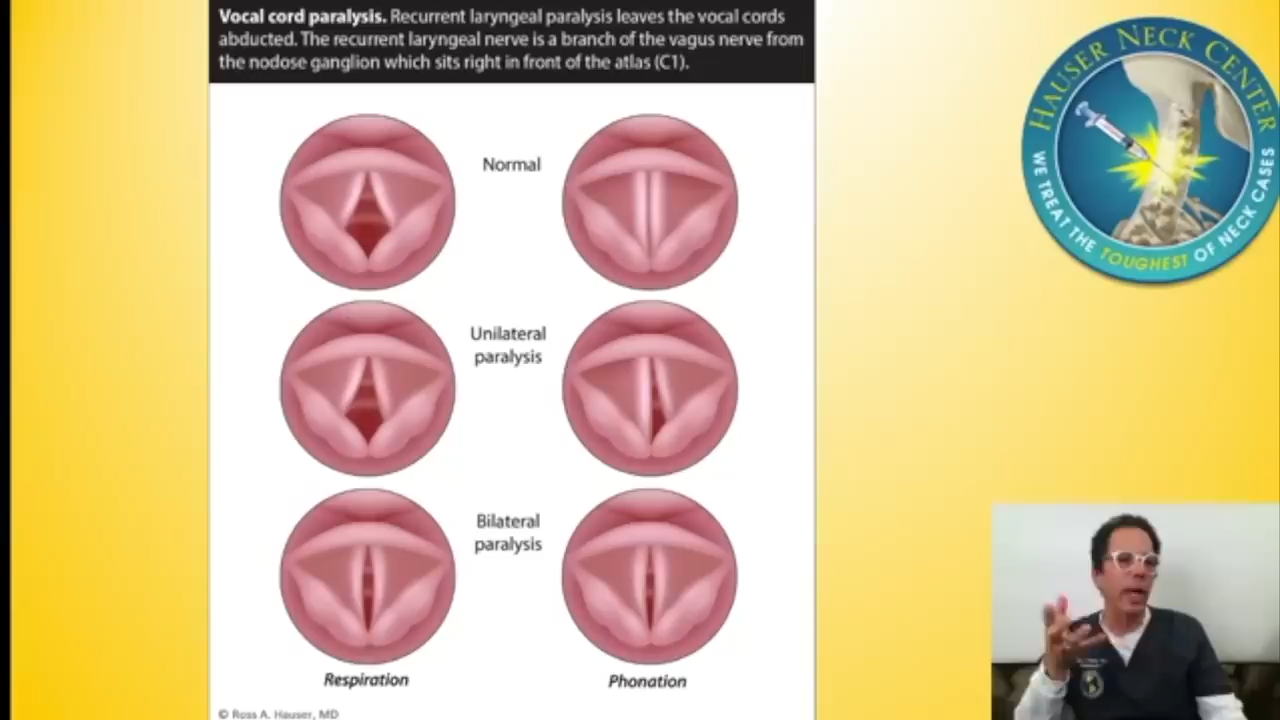 Vocal cord paralysis. Recurrent laryngeal paralysis leaves the vocal cords
abducted. The recurrent laryngeal nerve is a branch of the vagus nerve from
the nodose ganglion which sits right in front of the atlas (C1).
Normal
Unilateral
paralysis
Bilateral
paralysis
Respiration
Phonation
© Ross A. Hauser, MD
HAUSER NECK CENTER
WE TREAT THE TOUGHEST OF NECK CASES